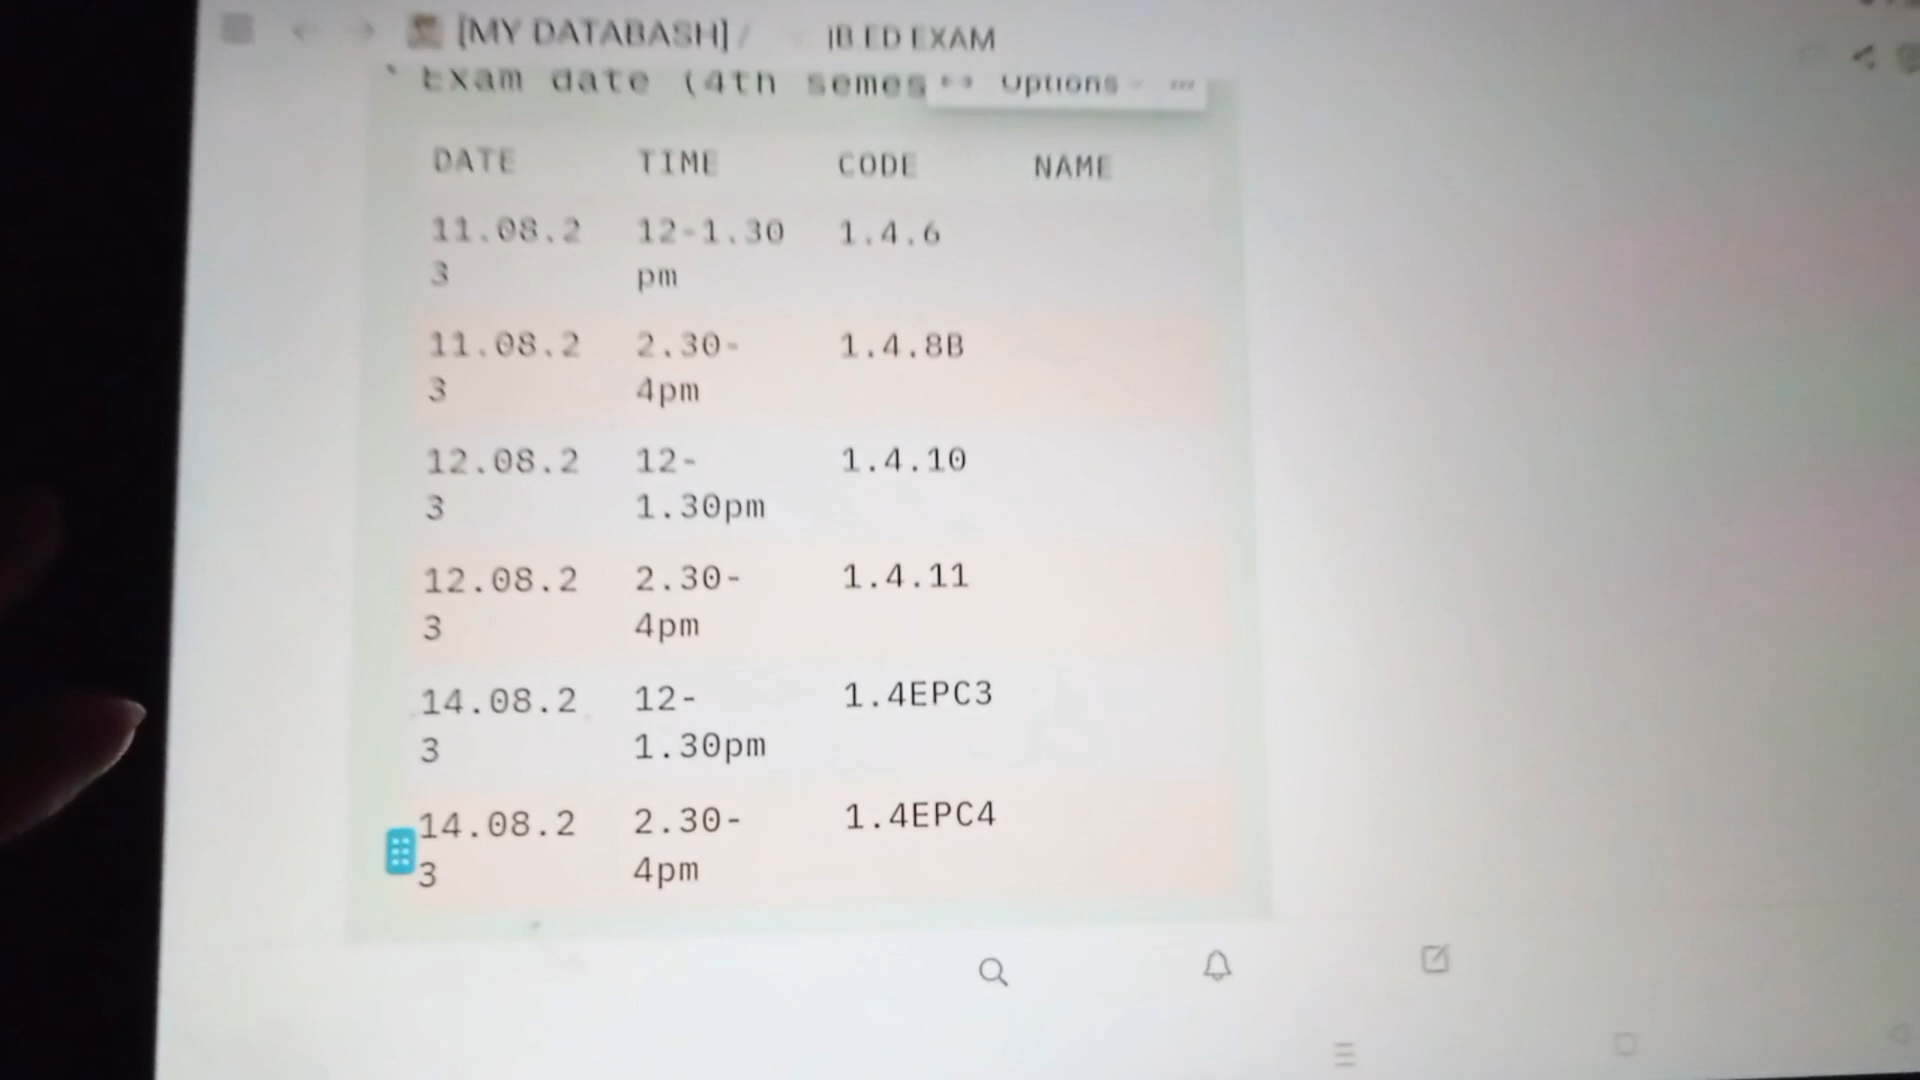 [MY DATABASH] / |B.ED EXAM
Exam date (4th semes
Options
DATE TIME CODE NAME
11.08.2 12-1.30 1.4.6
3 pm
11.08.2 2.30- 1.4.8B
3 4pm
12.08.2 12- 1.4.10
3 1.30pm
12.08.2 2.30- 1.4.11
3 4pm
14.08.2 12- 1.4EPC3
3 1.30pm
14.08.2 2.30- 1.4EPC4
3 4pm